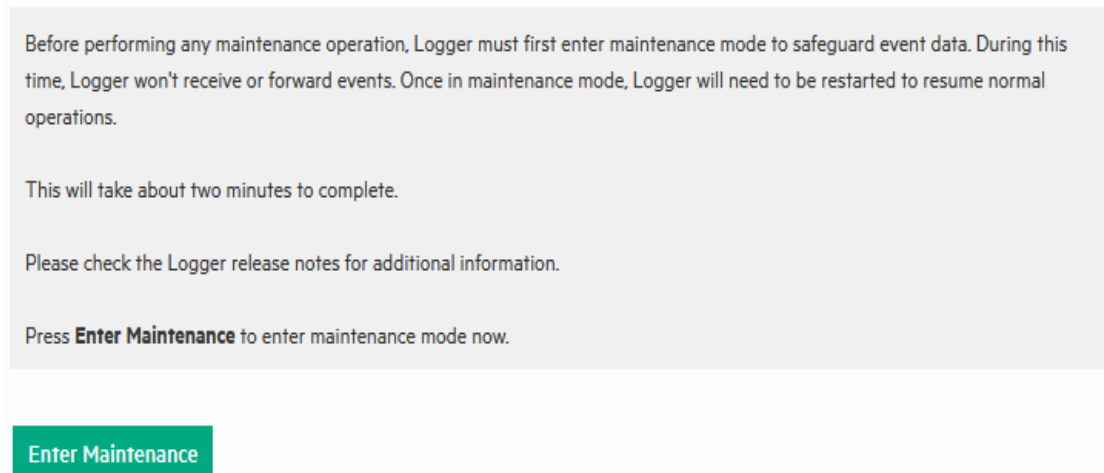 Before performing any maintenance operation, Logger must first enter maintenance mode to safeguard event data. During this
time, Logger won't receive or forward events. Once in maintenance mode, Logger will need to be restarted to resume normal
operations.
This will take about two minutes to complete.
Please check the Logger release notes for additional information.
Press Enter Maintenance to enter maintenance mode now.
Enter Maintenance